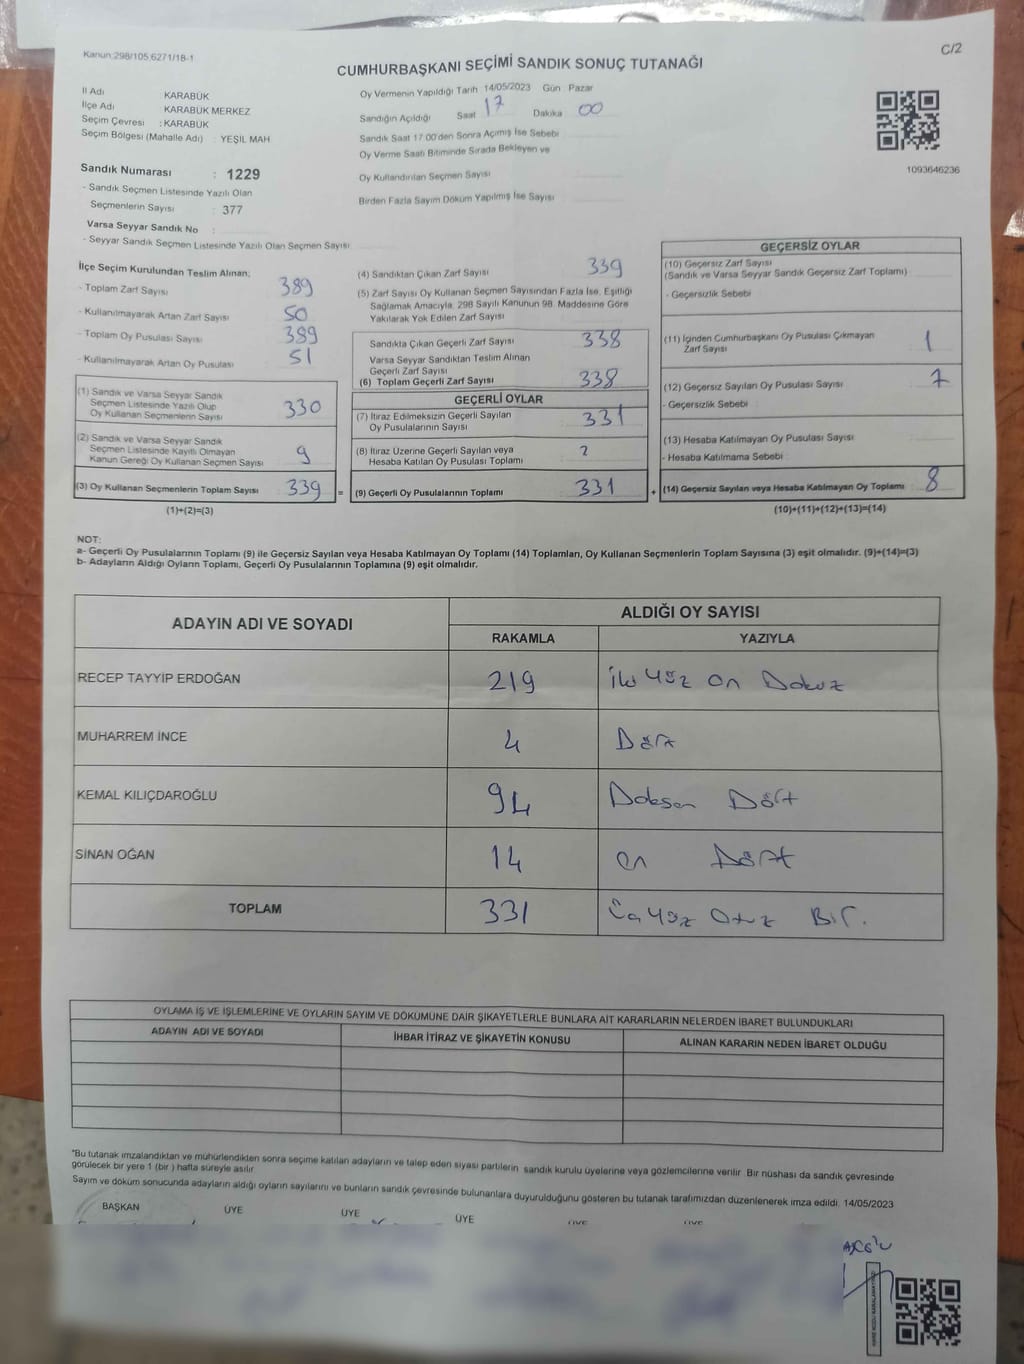 Kanun:298/105,6271/18-1
C/2
CUMHURBAŞKANI SEÇİMİ SANDIK SONUÇ TUTANAĞI
İl Adı KARABÜK
İlçe Adı KARABÜK MERKEZ
Seçim Çevresi : KARABÜK
Seçim Bölgesi (Mahalle Adı) : YEŞİL MAH
Oy Vermenin Yapıldığı Tarih 14/05/2023 Gün Pazar
Sandığın Açıldığı Saat 17 Dakika 00
Sandık Saat 17:00'den Sonra Açımış İse Sebebi
Oy Verme Saati Bitiminde Sırada Bekleyen ve
Oy Kullandırılan Seçmen Sayısı
Birden Fazla Sayım Döküm Yapılmış İse Sayısı
1093646236
Sandık Numarası : 1229
- Sandık Seçmen Listesinde Yazılı Olan
Seçmenlerin Sayısı : 377
Varsa Seyyar Sandık No :
- Seyyar Sandık Seçmen Listesinde Yazılı Olan Seçmen Sayısı
İlçe Seçim Kurulundan Teslim Alınan;
- Toplam Zarf Sayısı 389
- Kullanılmayarak Artan Zarf Sayısı 50
- Toplam Oy Pusulası Sayısı 389
- Kullanılmayarak Artan Oy Pusulası 51
(1) Sandık ve Varsa Seyyar Sandık
Seçmen Listesinde Yazılı Olup
Oy Kullanan Seçmenlerin Sayısı 330
(2) Sandık ve Varsa Seyyar Sandık
Seçmen Listesinde Kayıtlı Olmayan
Kanun Gereği Oy Kullanan Seçmen Sayısı 9
(3) Oy Kullanan Seçmenlerin Toplam Sayısı 339 =
(1)+(2)=(3)
(4) Sandıktan Çıkan Zarf Sayısı 339
(5) Zarf Sayısı Oy Kullanan Seçmen Sayısından Fazla İse, Eşitliği
Sağlamak Amacıyla, 298 Sayılı Kanunun 98. Maddesine Göre
Yakılarak Yok Edilen Zarf Sayısı
Sandıkta Çıkan Geçerli Zarf Sayısı 338
Varsa Seyyar Sandıktan Teslim Alınan
Geçerli Zarf Sayısı
(6) Toplam Geçerli Zarf Sayısı 338
GEÇERLİ OYLAR
(7) İtiraz Edilmeksizin Geçerli Sayılan
Oy Pusulalarının Sayısı 331
(8) İtiraz Üzerine Geçerli Sayılan veya
Hesaba Katılan Oy Pusulası Toplamı
(9) Geçerli Oy Pusulalarının Toplamı 331 +
GEÇERSİZ OYLAR
(10) Geçersiz Zarf Sayısı
(Sandık ve Varsa Seyyar Sandık Geçersiz Zarf Toplamı)
- Geçersizlik Sebebi
(11) İçinden Cumhurbaşkanı Oy Pusulası Çıkmayan
Zarf Sayısı 1
(12) Geçersiz Sayılan Oy Pusulası Sayısı 7
- Geçersizlik Sebebi
(13) Hesaba Katılmayan Oy Pusulası Sayısı
- Hesaba Katılmama Sebebi
(14) Geçersiz Sayılan veya Hesaba Katılmayan Oy Toplamı 8
(10)+(11)+(12)+(13)=(14)
NOT:
a- Geçerli Oy Pusulalarının Toplamı (9) ile Geçersiz Sayılan veya Hesaba Katılmayan Oy Toplamı (14) Toplamları, Oy Kullanan Seçmenlerin Toplam Sayısına (3) eşit olmalıdır. (9)+(14)=(3)
b- Adayların Aldığı Oyların Toplamı, Geçerli Oy Pusulalarının Toplamına (9) eşit olmalıdır.
ADAYIN ADI VE SOYADI
ALDIĞI OY SAYISI
RAKAMLA YAZIYLA
RECEP TAYYİP ERDOĞAN 219 İki Yüz On Dokuz
MUHARREM İNCE 4 Dört
KEMAL KILIÇDAROĞLU 94 Doksan Dört
SİNAN OĞAN 14 On Dört
TOPLAM 331 Üç Yüz Otuz Bir.
OYLAMA İŞ VE İŞLEMLERİNE VE OYLARIN SAYIM VE DÖKÜMÜNE DAİR ŞİKAYETLERLE BUNLARA AİT KARARLARIN NELERDEN İBARET BULUNDUKLARI
ADAYIN ADI VE SOYADI İHBAR İTİRAZ VE ŞİKAYETİN KONUSU ALINAN KARARIN NEDEN İBARET OLDUĞU
*Bu tutanak imzalandıktan ve mühürlendikten sonra seçime katılan adayların ve talep eden siyasi partilerin sandık kurulu üyelerine veya gözlemcilerine verilir. Bir nüshası da sandık çevresinde
görülecek bir yere 1 (bir) hafta süreyle asılır
Sayım ve döküm sonucunda adayların aldığı oyların sayılarını ve bunların sandık çevresinde bulunanlara duyurulduğunu gösteren bu tutanak tarafımızdan düzenlenerek imza edildi. 14/05/2023
BAŞKAN ÜYE ÜYE ÜYE ÜYE ÜYE